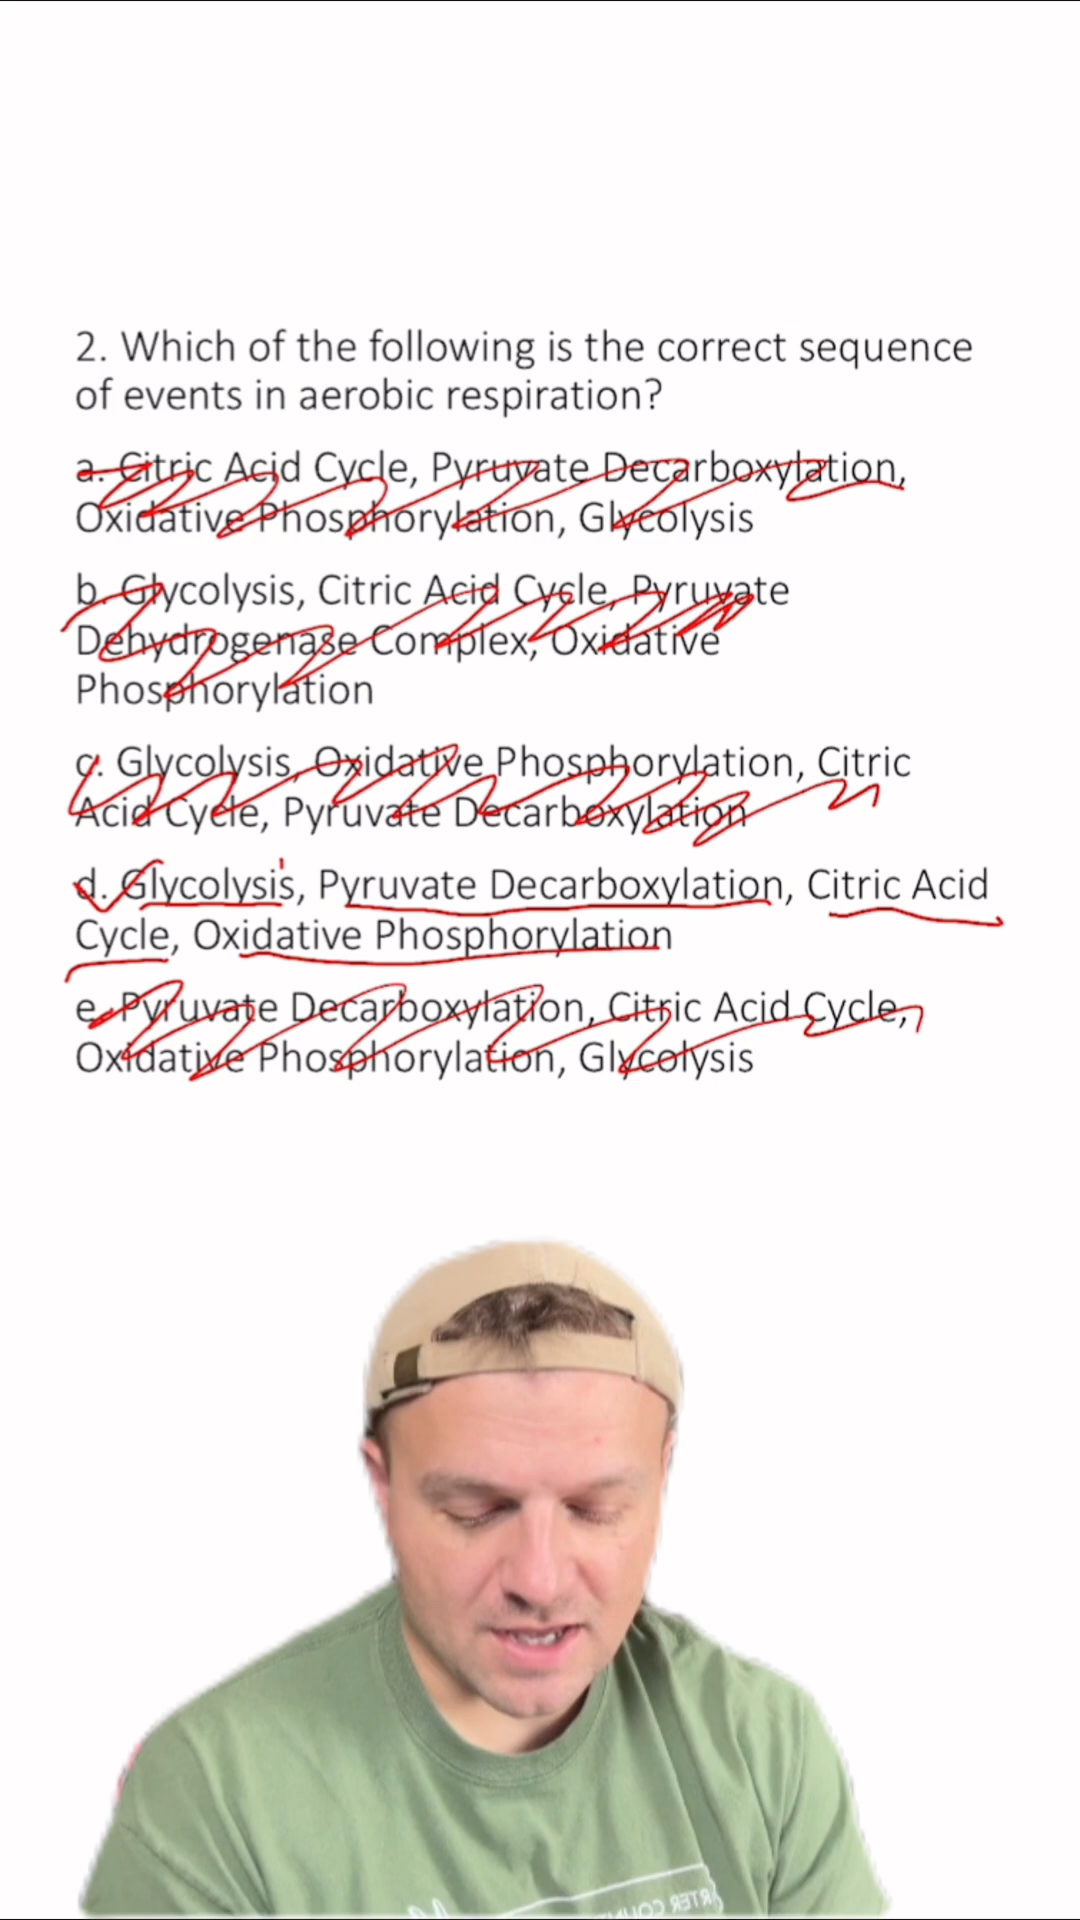 2. Which of the following is the correct sequence
of events in aerobic respiration?
a. Citric Acid Cycle, Pyruvate Decarboxylation,
Oxidative Phosphorylation, Glycolysis
b. Glycolysis, Citric Acid Cycle, Pyruvate
Dehydrogenase Complex, Oxidative
Phosphorylation
c. Glycolysis, Oxidative Phosphorylation, Citric
Acid Cycle, Pyruvate Decarboxylation
d. Glycolysis, Pyruvate Decarboxylation, Citric Acid
Cycle, Oxidative Phosphorylation
e. Pyruvate Decarboxylation, Citric Acid Cycle,
Oxidative Phosphorylation, Glycolysis